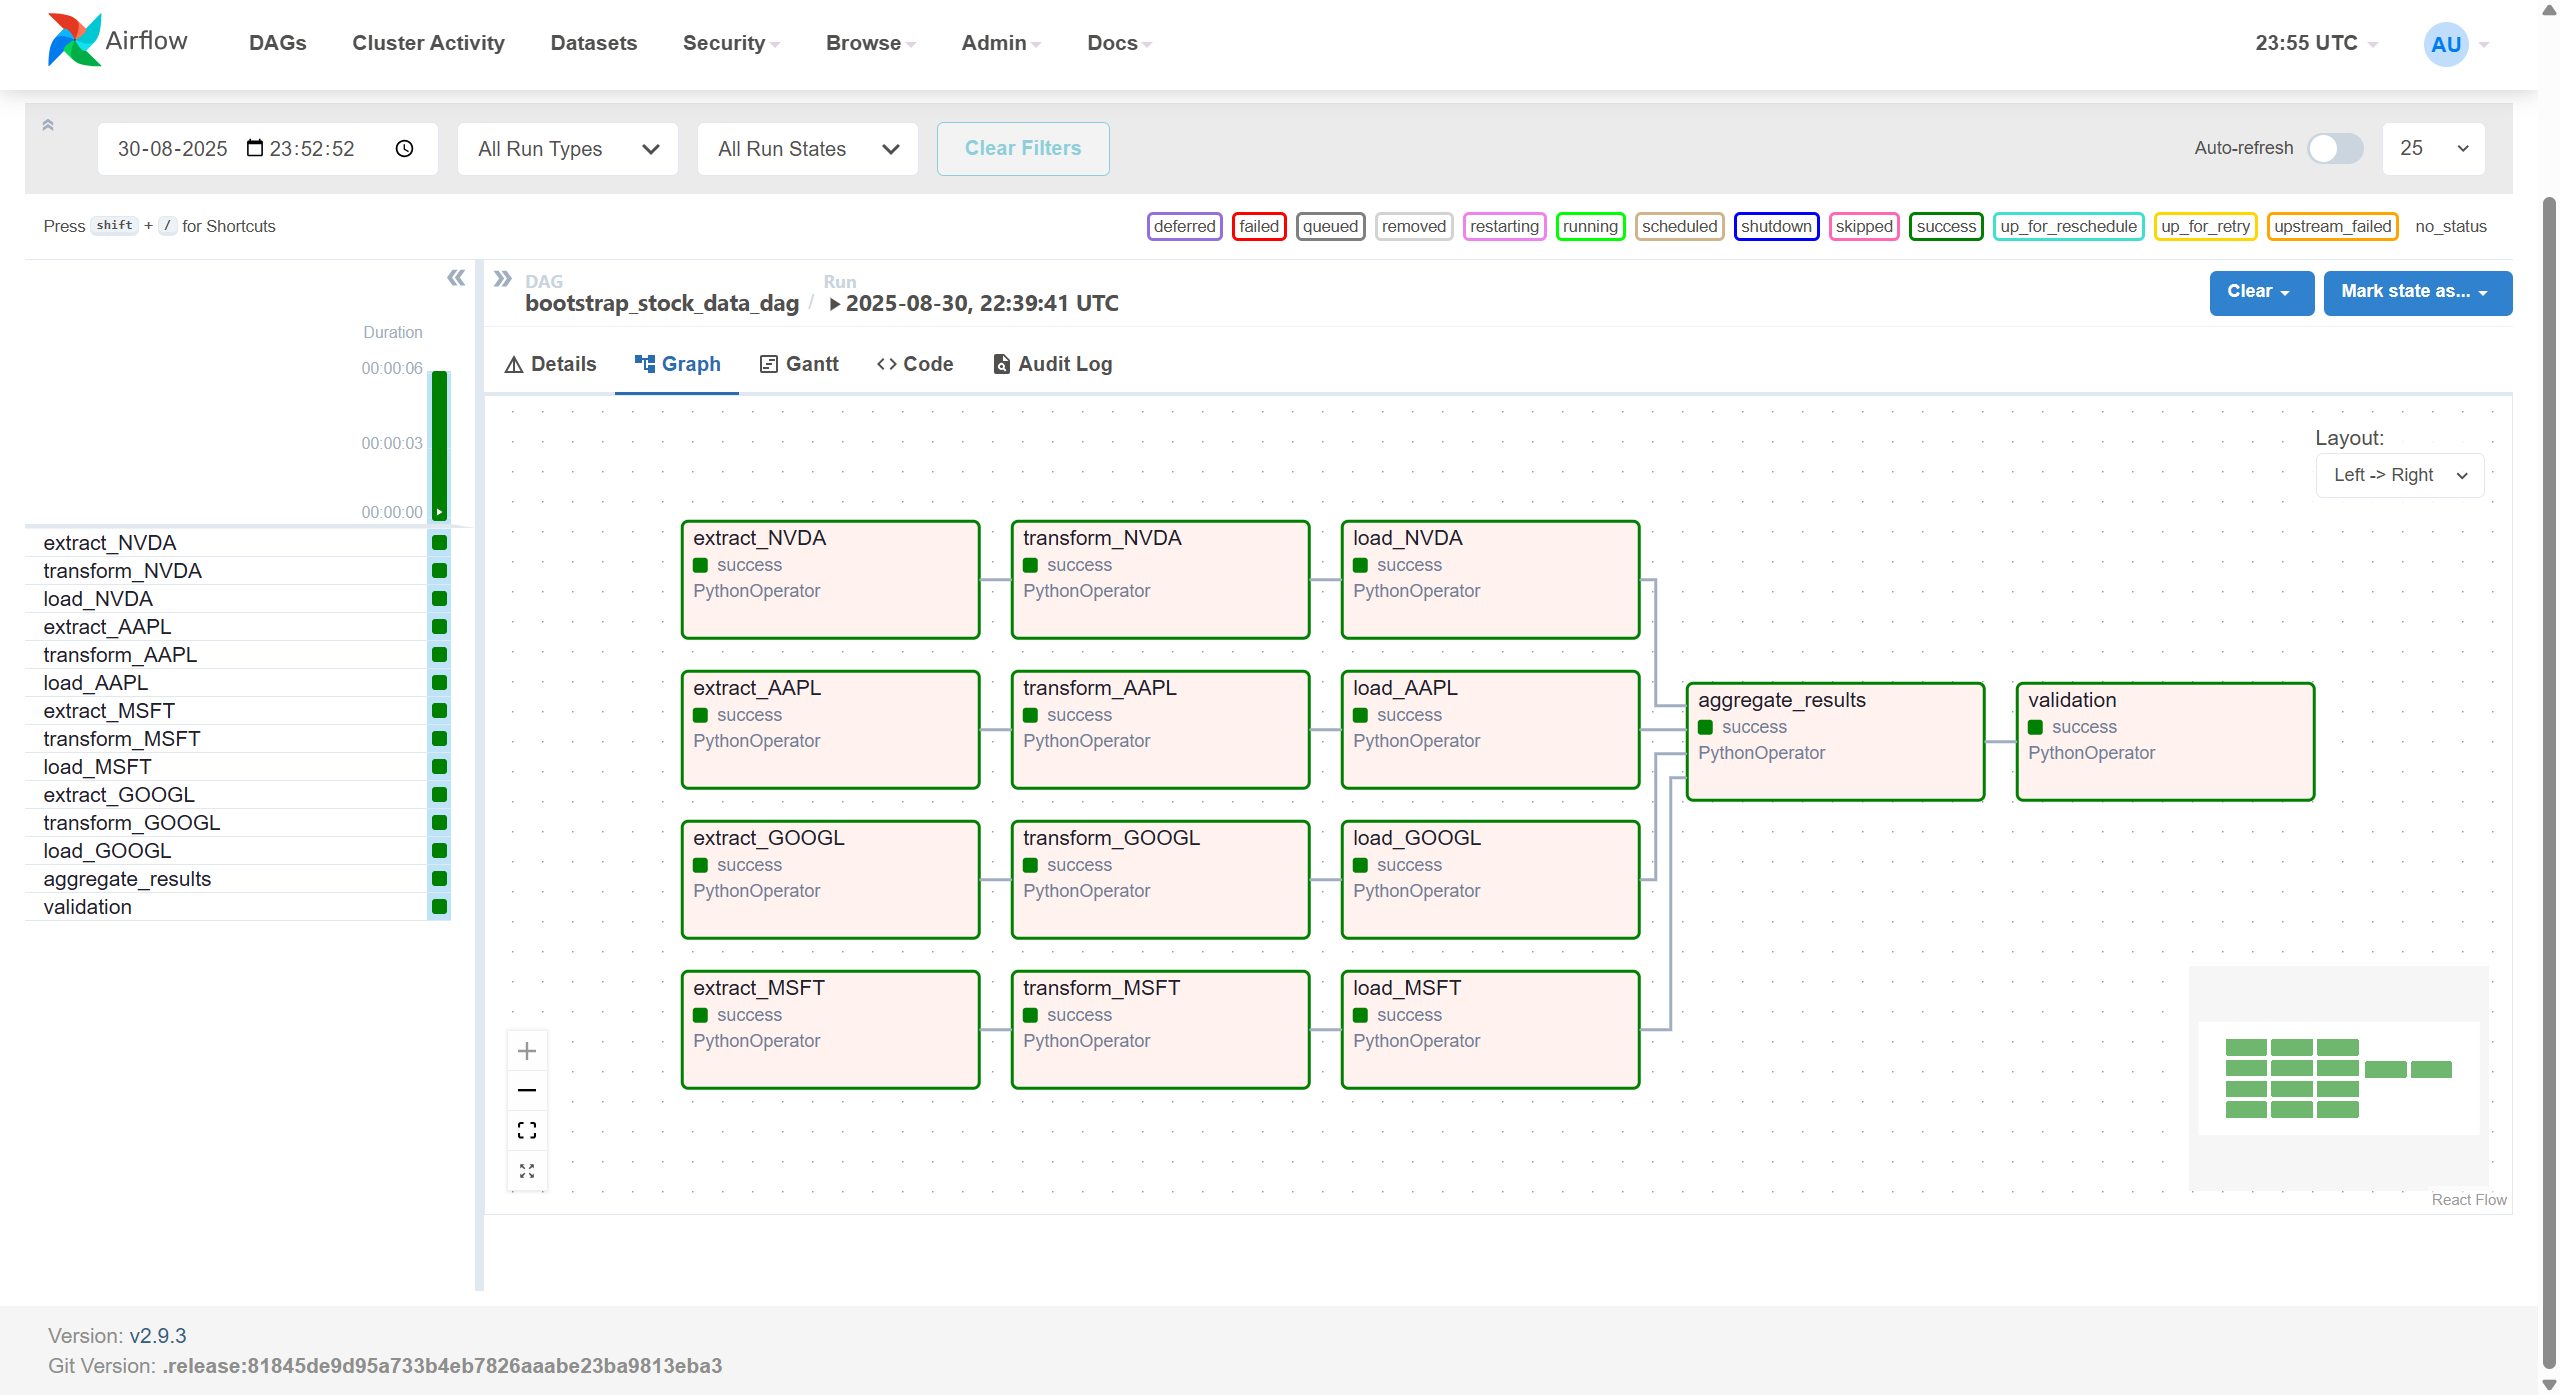 Airflow DAGs Cluster Activity Datasets Security Browse Admin Docs 23:55 UTC AU
30-08-2025 23:52:52 All Run Types All Run States Clear Filters Auto-refresh 25
Press shift + / for Shortcuts deferred failed queued removed restarting running scheduled shutdown skipped success up_for_reschedule up_for_retry upstream_failed no_status
DAG Run
bootstrap_stock_data_dag / 2025-08-30, 22:39:41 UTC Clear Mark state as...
Details Graph Gantt Code Audit Log
Duration
00:00:06
00:00:03
00:00:00
extract_NVDA
transform_NVDA
load_NVDA
extract_AAPL
transform_AAPL
load_AAPL
extract_MSFT
transform_MSFT
load_MSFT
extract_GOOGL
transform_GOOGL
load_GOOGL
aggregate_results
validation
Layout:
Left -> Right
extract_NVDA
success
PythonOperator
transform_NVDA
success
PythonOperator
load_NVDA
success
PythonOperator
extract_AAPL
success
PythonOperator
transform_AAPL
success
PythonOperator
load_AAPL
success
PythonOperator
aggregate_results
success
PythonOperator
validation
success
PythonOperator
extract_GOOGL
success
PythonOperator
transform_GOOGL
success
PythonOperator
load_GOOGL
success
PythonOperator
extract_MSFT
success
PythonOperator
transform_MSFT
success
PythonOperator
load_MSFT
success
PythonOperator
React Flow
Version: v2.9.3
Git Version: .release:81845de9d95a733b4eb7826aaabe23ba9813eba3